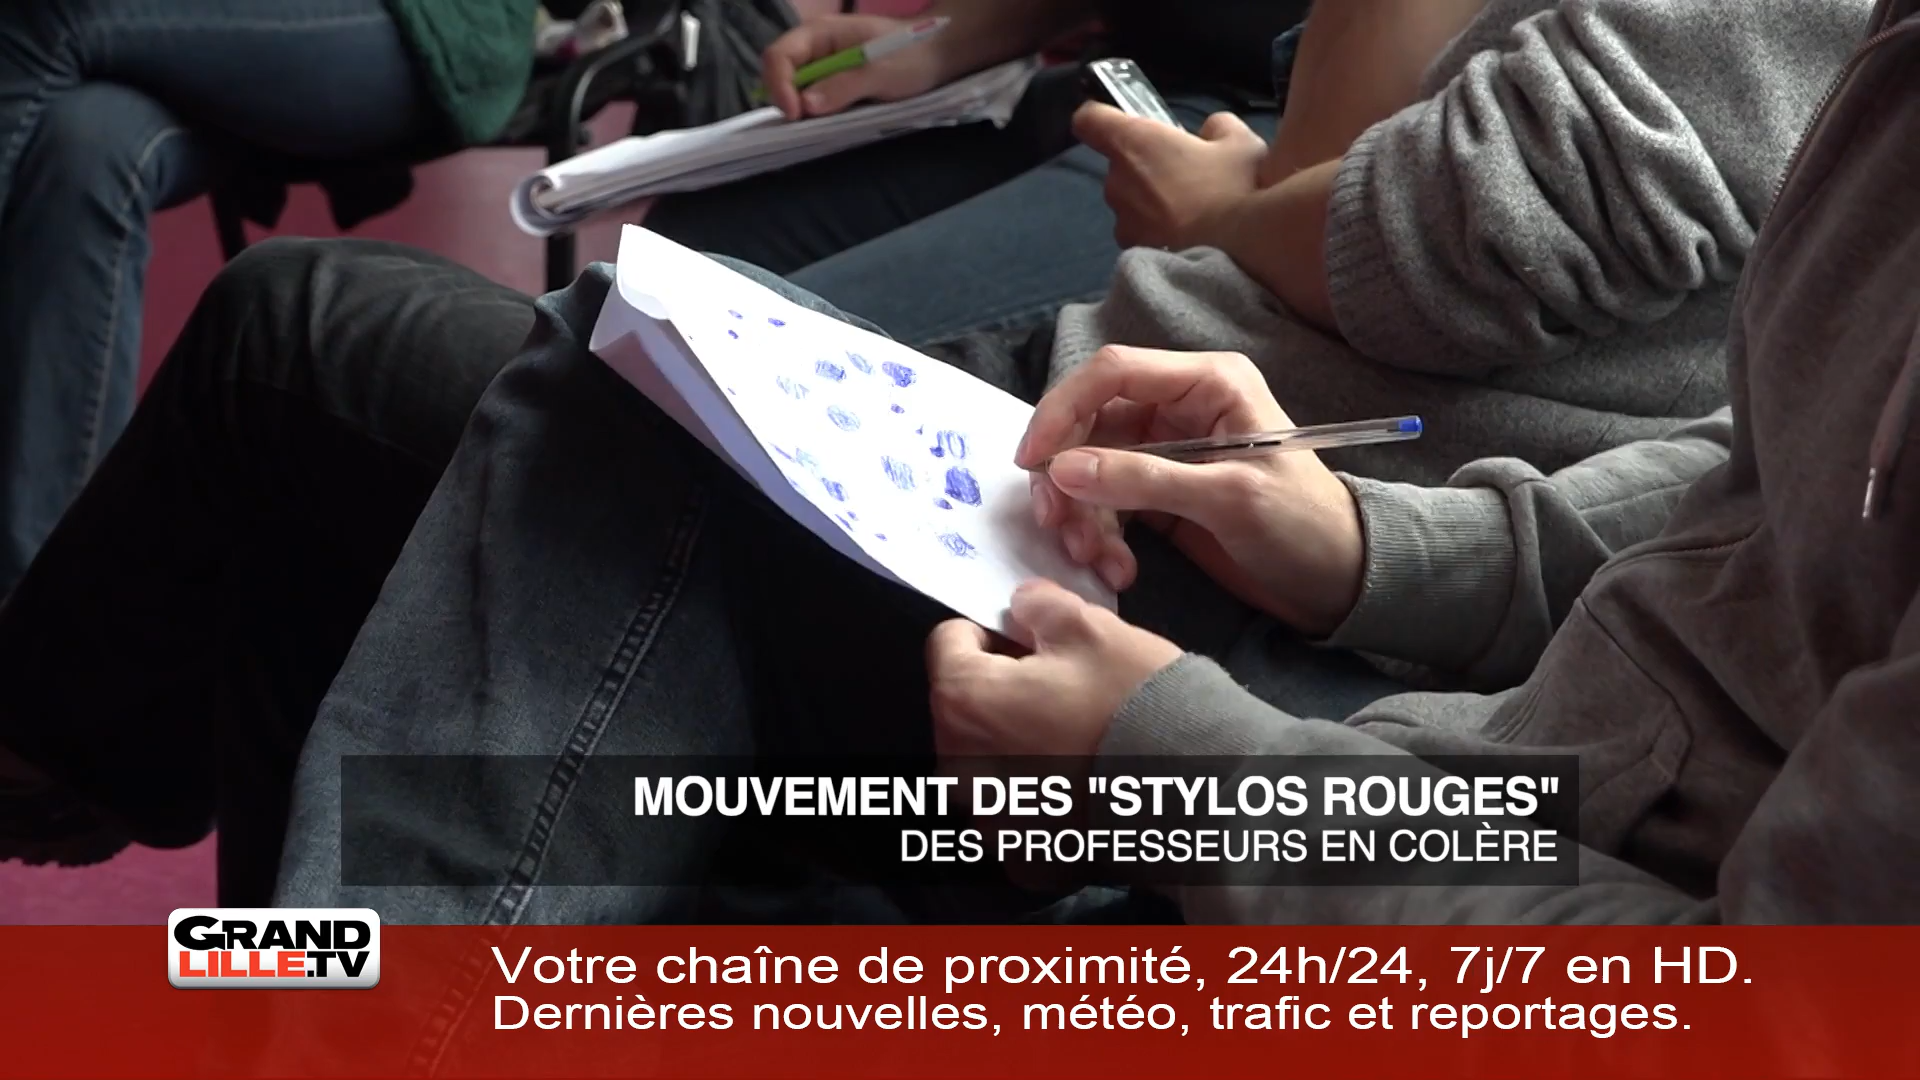 MOUVEMENT DES "STYLOS ROUGES"
DES PROFESSEURS EN COLÈRE
GRAND
LILLE.TV
Votre chaîne de proximité, 24h/24, 7j/7 en HD.
Dernières nouvelles, météo, trafic et reportages.